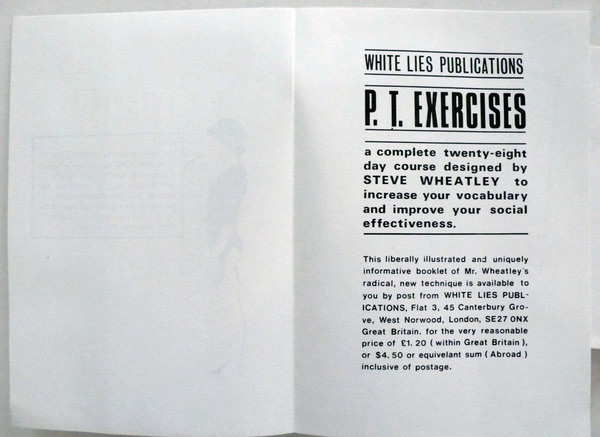 WHITE LIES PUBLICATIONS
P. T. EXERCISES
a complete twenty-eight
day course designed by
STEVE WHEATLEY to
increase your vocabulary
and improve your social
effectiveness.
This liberally illustrated and uniquely
informative booklet of Mr. Wheatley's
radical, new technique is available to
you by post from WHITE LIES PUBL-
ICATIONS, Flat 3, 45 Canterbury Gro-
ve, West Norwood, London, SE27 0NX
Great Britain. for the very reasonable
price of £1. 20 ( within Great Britain ),
or $4. 50 or equivelant sum ( Abroad )
inclusive of postage.